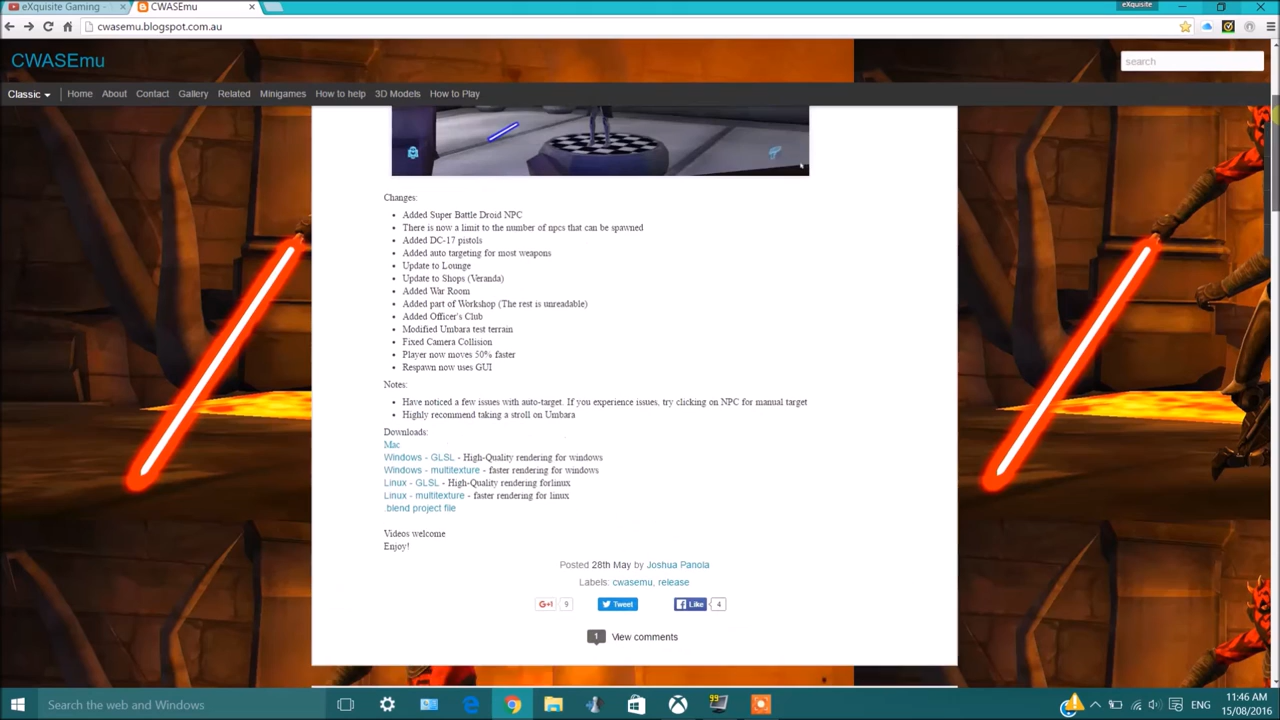 eXquisite Gaming -
CWASEmu
eXquisite
cwasemu.blogspot.com.au
CWASEmu
search
Classic
Home
About
Contact
Gallery
Related
Minigames
How to help
3D Models
How to Play
Changes:
Added Super Battle Droid NPC
There is now a limit to the number of npcs that can be spawned
Added DC-17 pistols
Added auto targeting for most weapons
Update to Lounge
Update to Shops (Veranda)
Added War Room
Added part of Workshop (The rest is unreadable)
Added Officer's Club
Modified Umbara test terrain
Fixed Camera Collision
Player now moves 50% faster
Respawn now uses GUI
Notes:
Have noticed a few issues with auto-target. If you experience issues, try clicking on NPC for manual target
Highly recommend taking a stroll on Umbara
Downloads:
Mac
Windows - GLSL - High-Quality rendering for windows
Windows - multitexture - faster rendering for windows
Linux - GLSL - High-Quality rendering forlinux
Linux - multitexture - faster rendering for linux
.blend project file
Videos welcome
Enjoy!
Posted 28th May by Joshua Panola
Labels: cwasemu, release
G+1 9
Tweet
Like 4
1 View comments
Search the web and Windows
99
ENG
11:46 AM
15/08/2016